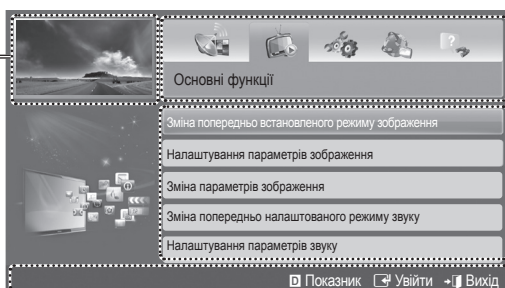 Основні функції
Зміна попередньо встановленого режиму зображення
Налаштування параметрів зображення
Зміна параметрів зображення
Зміна попередньо налаштованого режиму звуку
Налаштування параметрів звуку
D Показник Увійти Вихід